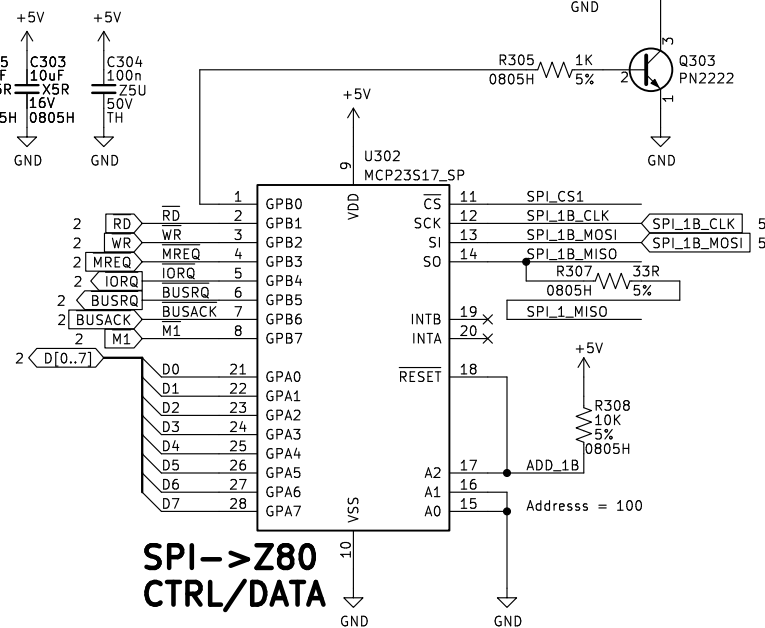 GND
+5V
+5V
5 C303
F 10uF
5R X5R
16V
5H 0805H
GND
C304
100n
Z5U
50V
TH
GND
R305 1K
0805H 5%
3
Q303
2 PN2222
1
GND
+5V
9
U302
MCP23S17_SP
VDD
1 GPB0
2 RD RD 2 GPB1
2 WR WR 3 GPB2
2 MREQ MREQ 4 GPB3
2 IORQ IORQ 5 GPB4
2 BUSRQ BUSRQ 6 GPB5
2 BUSACK BUSACK 7 GPB6
2 M1 M1 8 GPB7
2 D[0..7]
D0 21 GPA0
D1 22 GPA1
D2 23 GPA2
D3 24 GPA3
D4 25 GPA4
D5 26 GPA5
D6 27 GPA6
D7 28 GPA7
CS 11 SPI_CS1
SCK 12 SPI_1B_CLK SPI_1B_CLK 5
SI 13 SPI_1B_MOSI SPI_1B_MOSI 5
SO 14 SPI_1B_MISO
R307 33R
0805H 5%
INTB 19 SPI_1_MISO
INTA 20
+5V
RESET 18
R308
10K
5%
0805H
A2 17 ADD_1B
A1 16
A0 15 Addresss = 100
VSS
10
GND
GND
SPI->Z80
CTRL/DATA